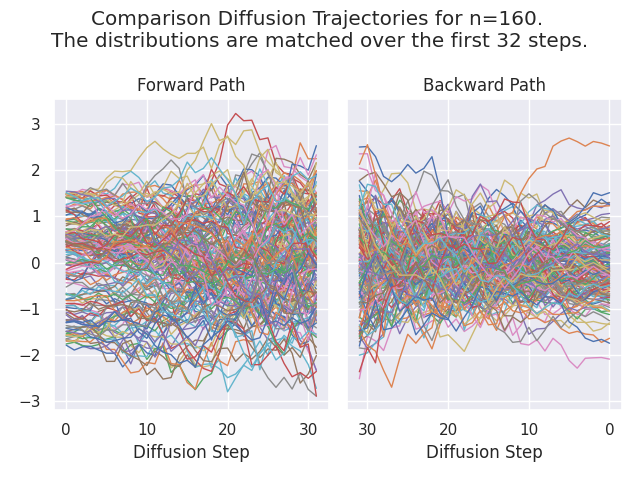 Comparison Diffusion Trajectories for n=160.
The distributions are matched over the first 32 steps.
Forward Path
Backward Path
3
2
1
0
−1
−2
−3
0 10 20 30
30 20 10 0
Diffusion Step
Diffusion Step